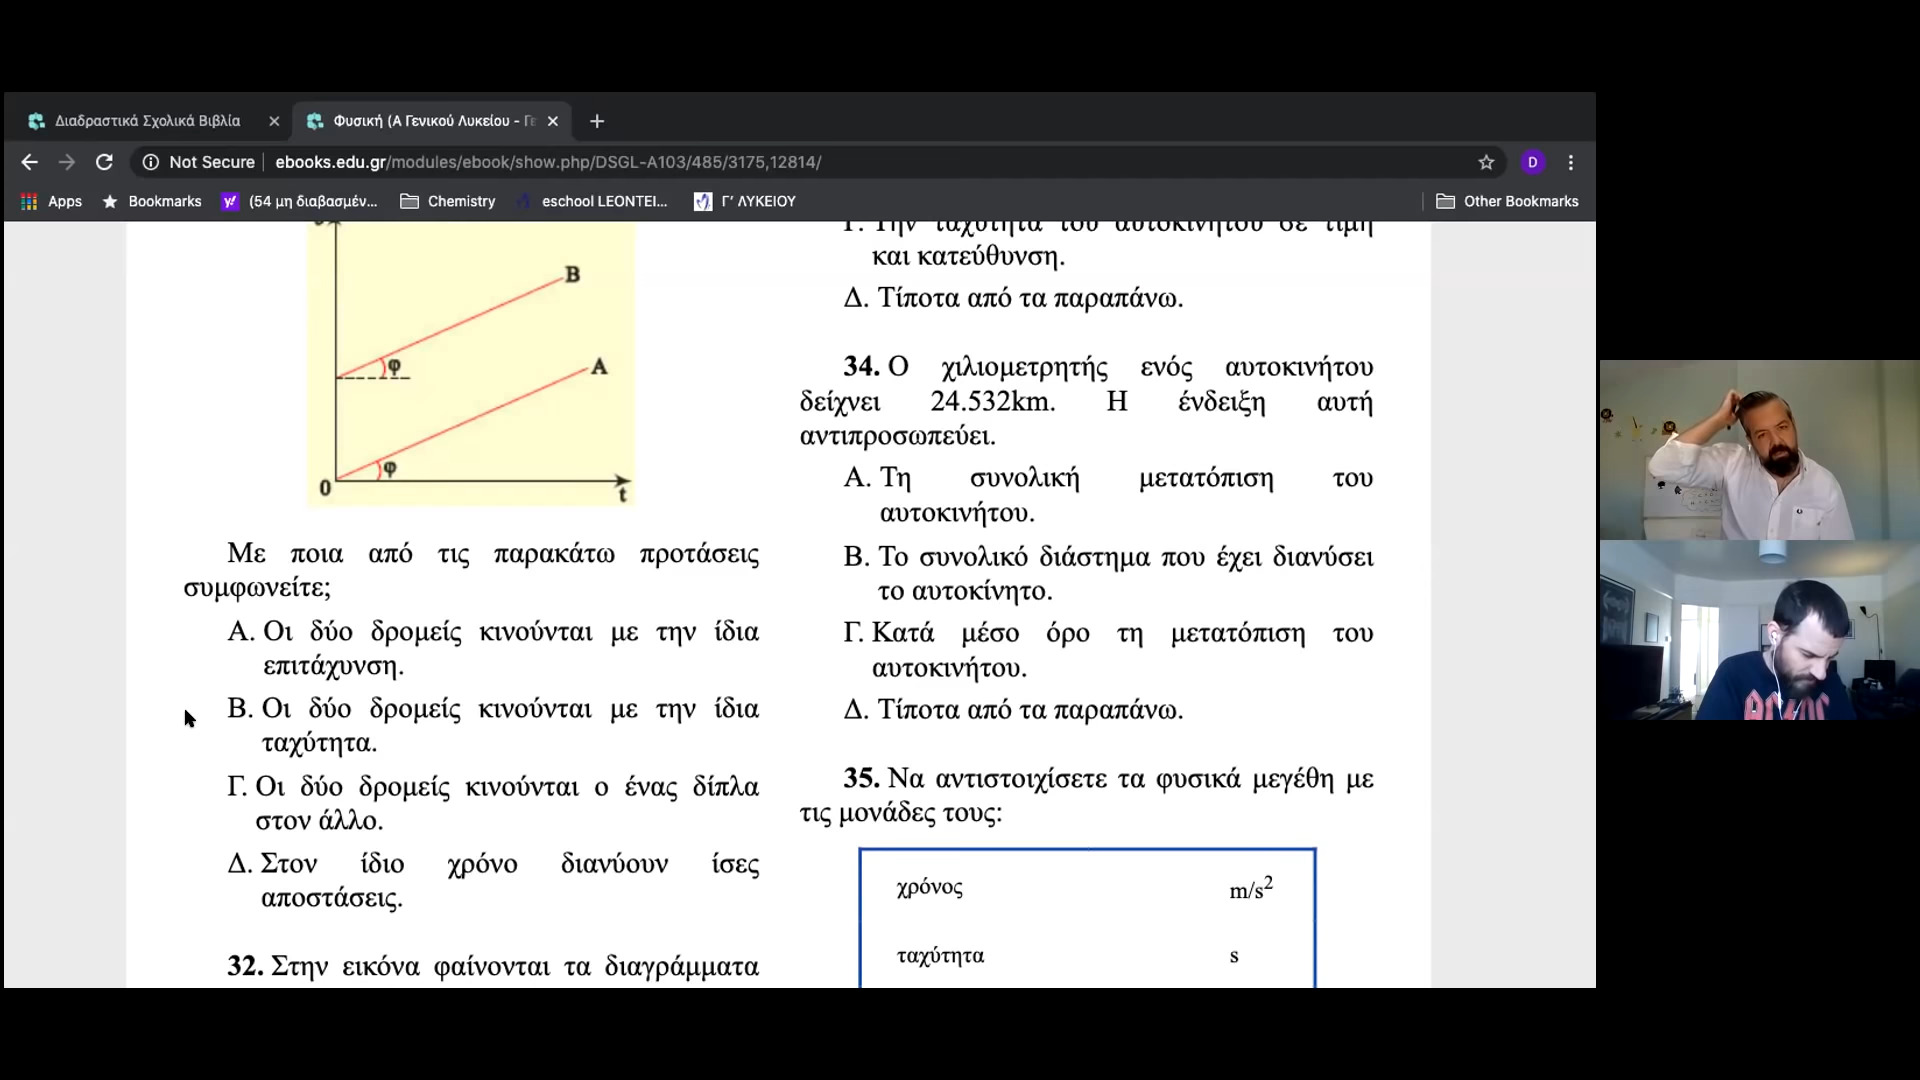 Διαδραστικά Σχολικά Βιβλία
Φυσική (Α Γενικού Λυκείου - Γε
Not Secure
ebooks.edu.gr/modules/ebook/show.php/DSGL-A103/485/3175,12814/
D
Apps
Bookmarks
(54 μη διαβασμέν...
Chemistry
eschool LEONTEI...
Γ' ΛΥΚΕΙΟΥ
Other Bookmarks
B
φ
A
φ
0
t
Με ποια από τις παρακάτω προτάσεις
συμφωνείτε;
Α. Οι δύο δρομείς κινούνται με την ίδια
επιτάχυνση.
Β. Οι δύο δρομείς κινούνται με την ίδια
ταχύτητα.
Γ. Οι δύο δρομείς κινούνται ο ένας δίπλα
στον άλλο.
Δ. Στον ίδιο χρόνο διανύουν ίσες
αποστάσεις.
32. Στην εικόνα φαίνονται τα διαγράμματα
Γ. Την ταχύτητα του αυτοκινήτου σε τιμή
και κατεύθυνση.
Δ. Τίποτα από τα παραπάνω.
34. Ο χιλιομετρητής ενός αυτοκινήτου
δείχνει 24.532km. Η ένδειξη αυτή
αντιπροσωπεύει.
Α. Τη συνολική μετατόπιση του
αυτοκινήτου.
Β. Το συνολικό διάστημα που έχει διανύσει
το αυτοκίνητο.
Γ. Κατά μέσο όρο τη μετατόπιση του
αυτοκινήτου.
Δ. Τίποτα από τα παραπάνω.
35. Να αντιστοιχίσετε τα φυσικά μεγέθη με
τις μονάδες τους:
χρόνος m/s²
ταχύτητα s